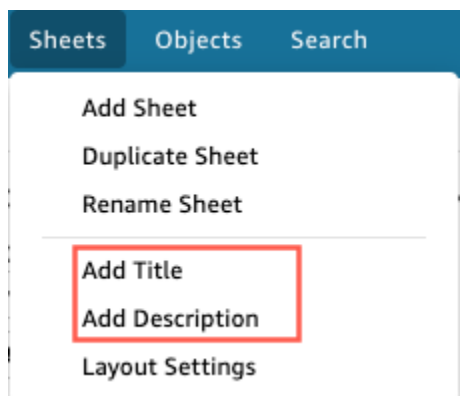 Sheets Objects Search
Add Sheet
Duplicate Sheet
Rename Sheet
Add Title
Add Description
Layout Settings